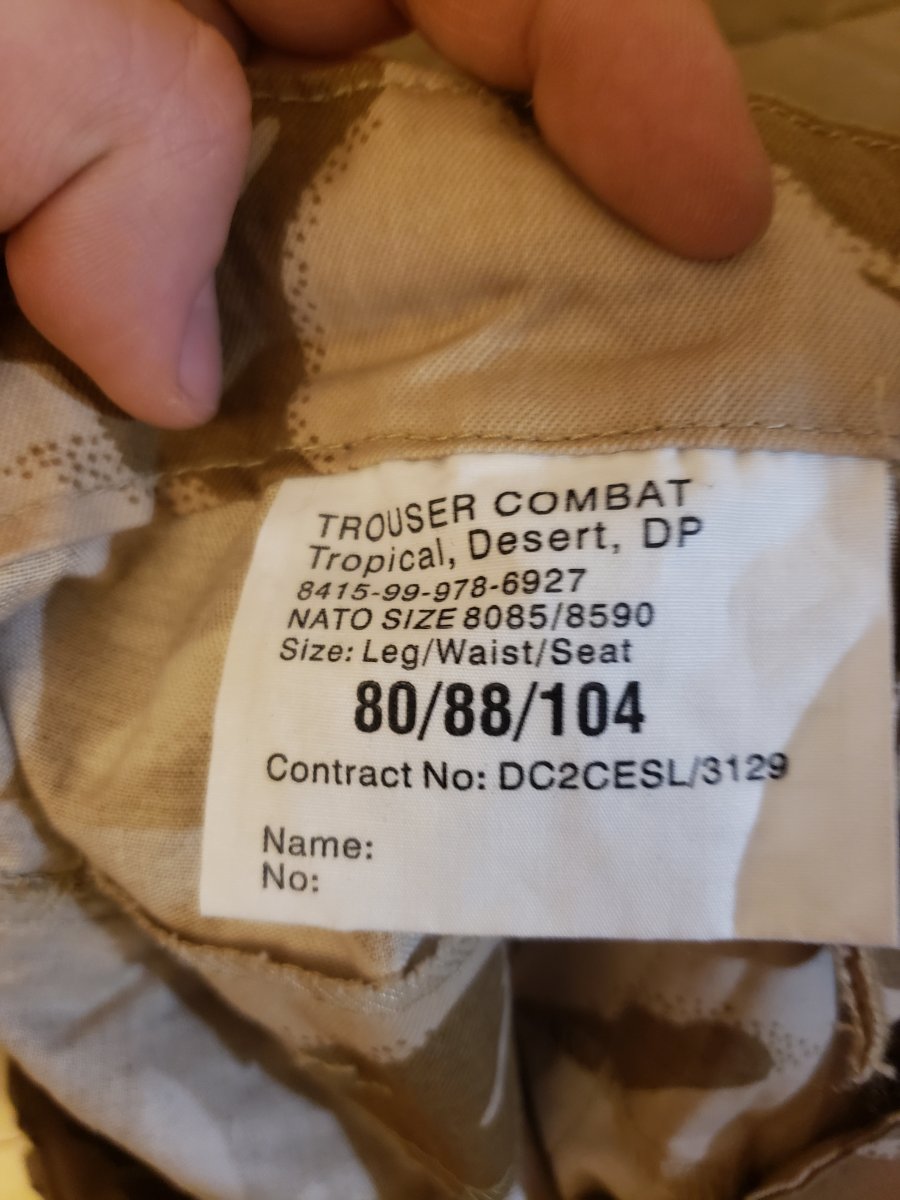 TROUSER COMBAT
Tropical, Desert, DP
8415-99-978-6927
NATO SIZE 8085/8590
Size: Leg/Waist/Seat
80/88/104
Contract No: DC2CESL/3129
Name:
No: